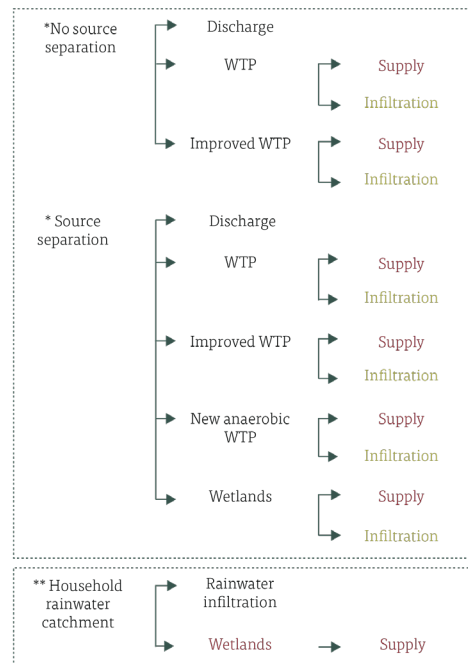 *No source
separation
Discharge
WTP
Supply
Infiltration
Improved WTP
Supply
Infiltration
* Source
separation
Discharge
WTP
Supply
Infiltration
Improved WTP
Supply
Infiltration
New anaerobic
WTP
Supply
Infiltration
Wetlands
Supply
Infiltration
** Household
rainwater
catchment
Rainwater
infiltration
Wetlands
Supply